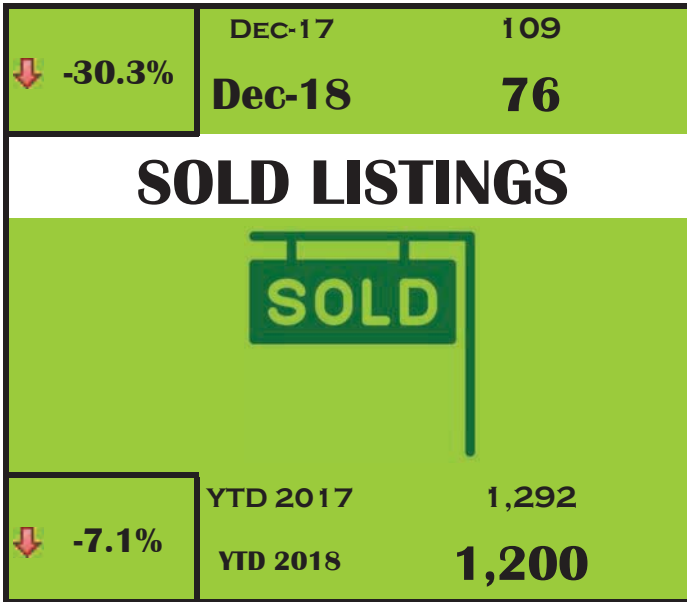 DEC-17 109
-30.3%
Dec-18 76
SOLD LISTINGS
SOLD
YTD 2017 1,292
-7.1%
YTD 2018 1,200